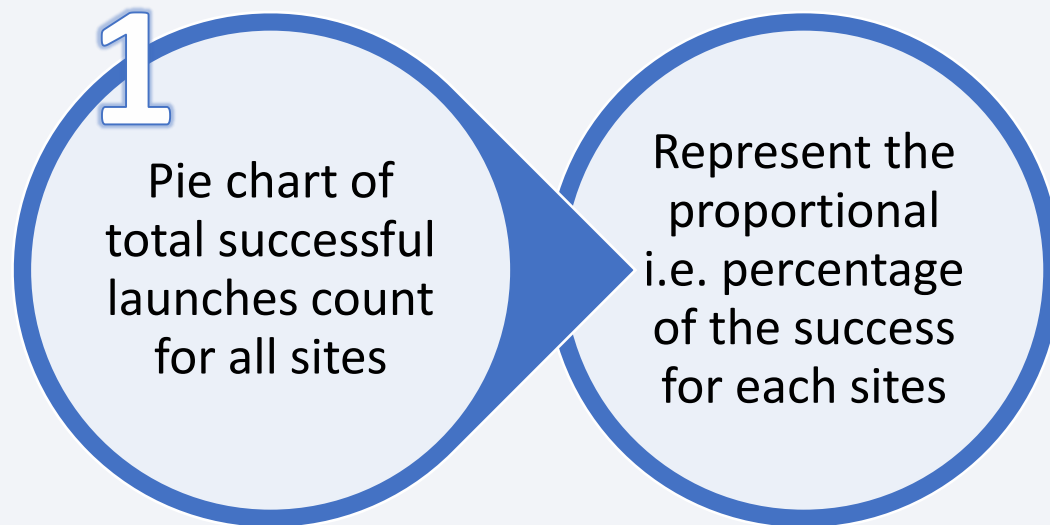 1
Pie chart of
total successful
launches count
for all sites
Represent the
proportional
i.e. percentage
of the success
for each sites